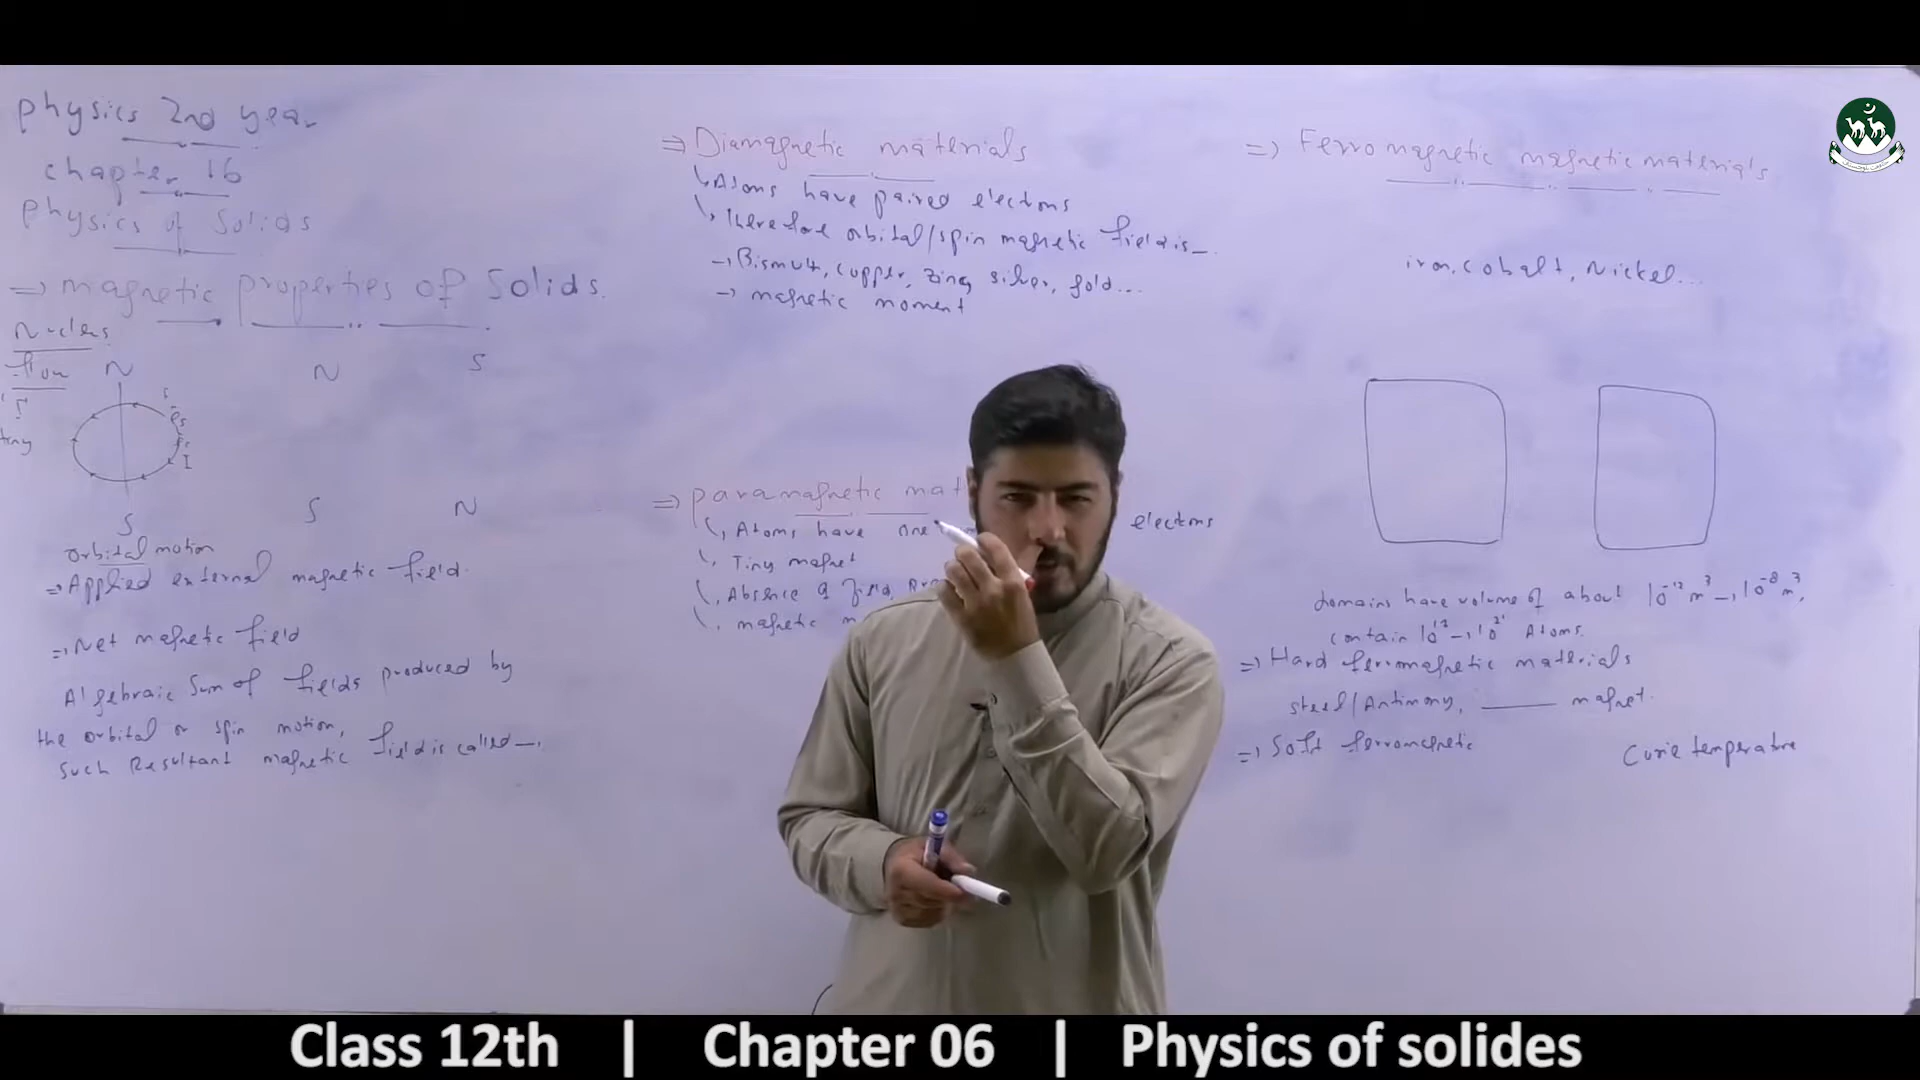 physics 2nd year
chapter 16
physics of Solids
=> magnetic properties of Solids.
Nucleus
N
N
S
tiny
I
S
S
N
orbital motion
=> Applied external magnetic field.
=> Net magnetic field
Algebraic Sum of fields produced by
the orbital or spin motion,
such Resultant magnetic field is called —.
=> Diamagnetic materials
Atoms have paired electons
therefore orbital/spin magnetic field is —
→ Bismuth, copper, zinc, silver, gold...
→ magnetic moment
=> paramagnetic mat
Atoms have one electons
Tiny magnet
Absence of field,
magnetic m
=> Ferromagnetic magnetic materials
iron, cobalt, Nickel...
domains have volume of about 10⁻¹² m³ → 10⁻⁸ m³,
contain 10¹⁷ → 10²¹ Atoms.
=> Hard ferromagnetic materials
steel/Antimony, ——— magnet.
=> Soft ferromagnetic
Curie temperature
Class 12th | Chapter 06 | Physics of solides